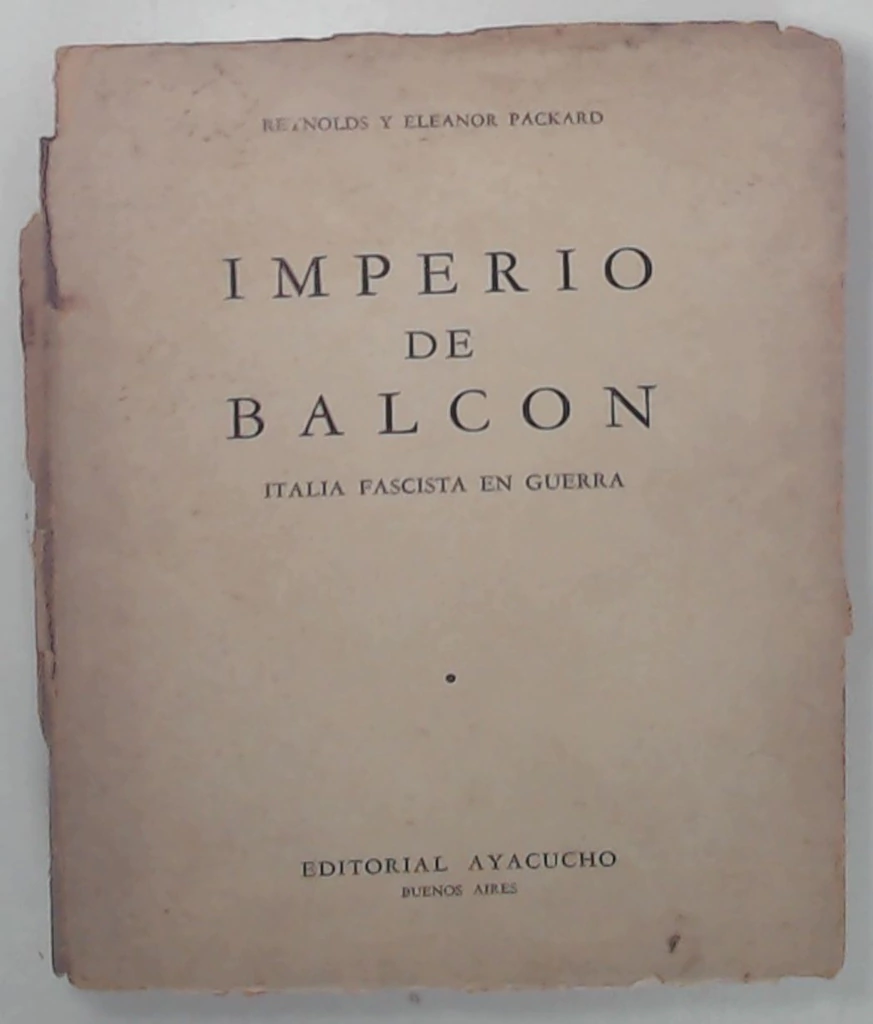 REYNOLDS Y ELEANOR PACKARD
IMPERIO
DE
BALCON
ITALIA FASCISTA EN GUERRA
EDITORIAL AYACUCHO
BUENOS AIRES